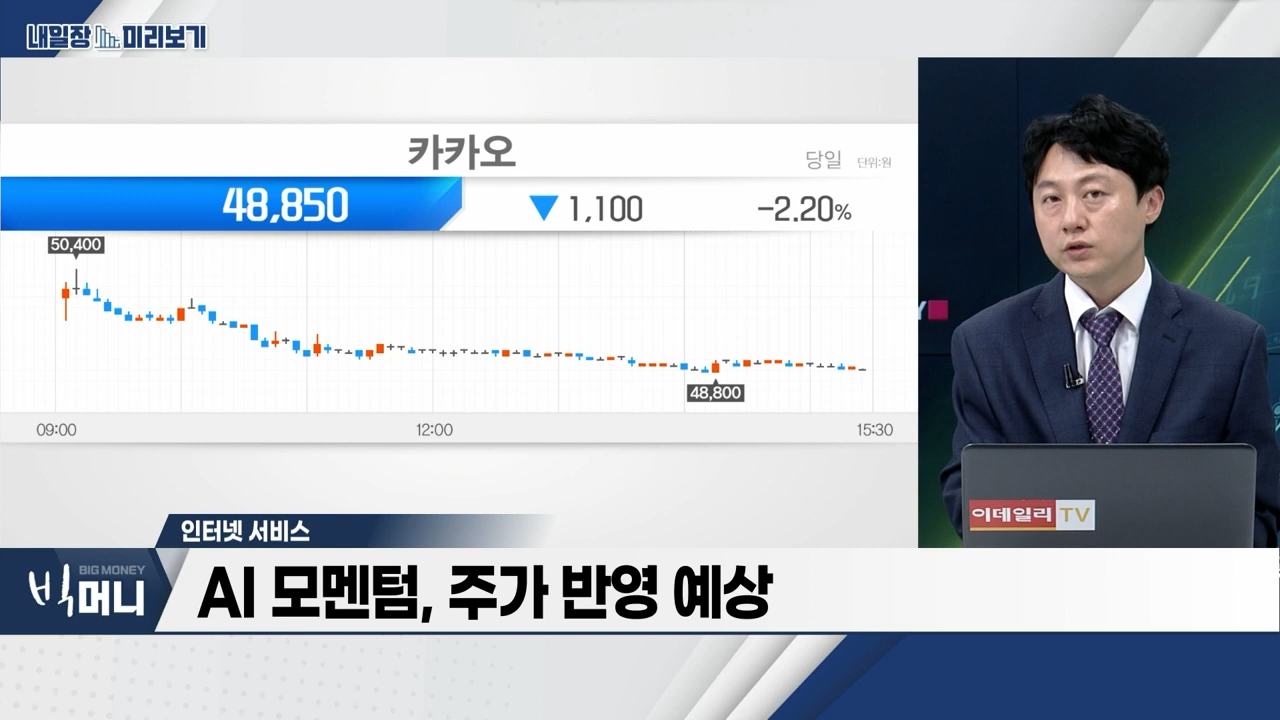 내일장 미리보기
카카오
당일 단위:원
48,850 ▼ 1,100 -2.20%
50,400
48,800
09:00 12:00 15:30
이데일리 TV
인터넷 서비스
BIG MONEY
빅머니
AI 모멘텀, 주가 반영 예상